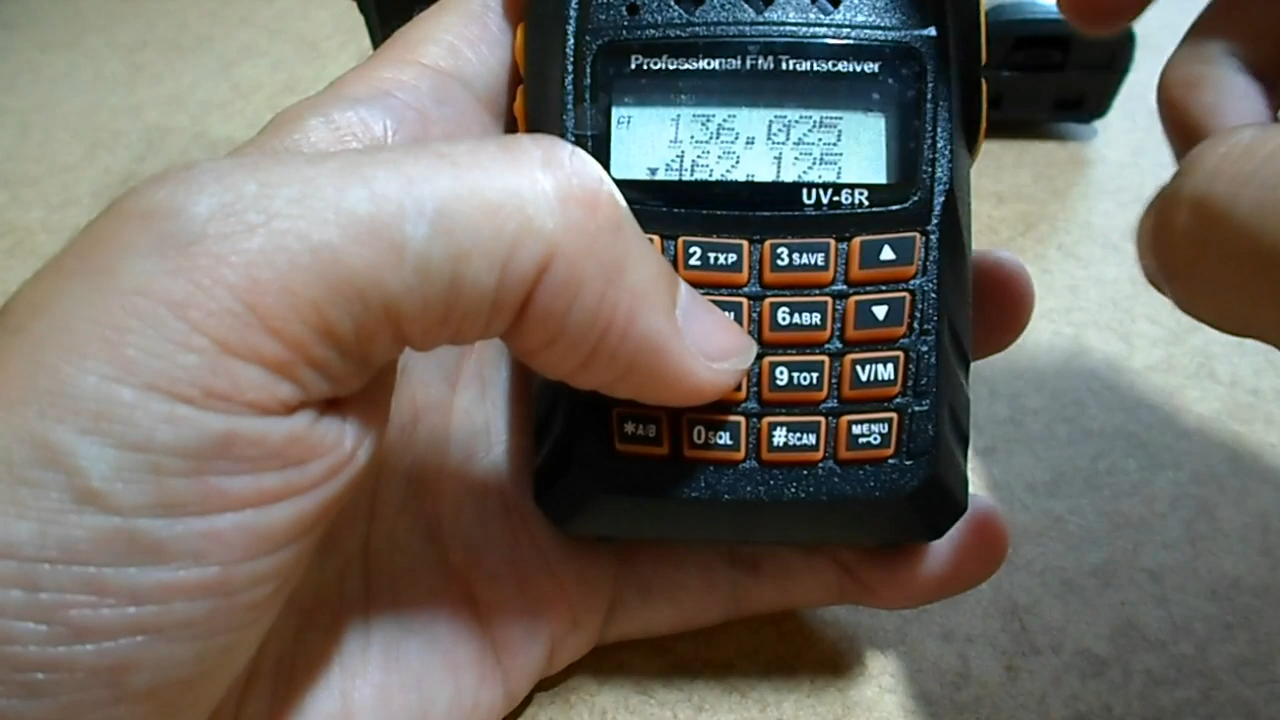 Professional FM Transceiver
CT 136.025
▼462.125
UV-6R
2 TXP 3 SAVE ▲
6 ABR ▼
9 TOT V/M
*A/B 0 SQL #SCAN MENU